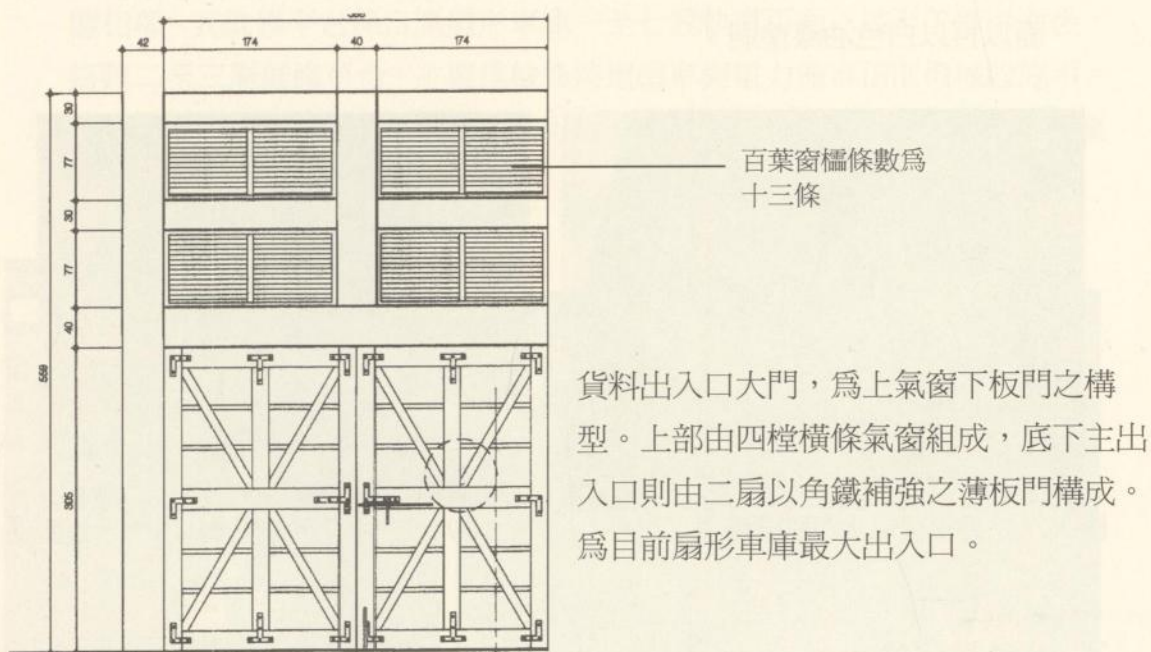 42
174
40
174
30
77
30
77
40
305
559
百葉窗櫺條數爲
十三條
貨料出入口大門，爲上氣窗下板門之構
型。上部由四樘橫條氣窗組成，底下主出
入口則由二扇以角鐵補強之薄板門構成。
爲目前扇形車庫最大出入口。